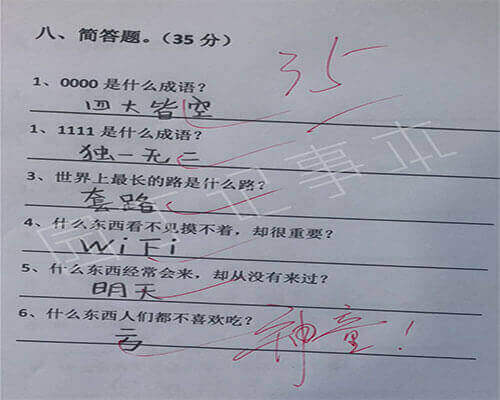 八、简答题。（35 分）
35
1、0000 是什么成语？
四大皆空
1、1111 是什么成语？
独一无二
3、世界上最长的路是什么路？
套路
4、什么东西看不见摸不着，却很重要？
WiFi
5、什么东西经常会来，却从没有来过？
明天
6、什么东西人们都不喜欢吃？
亏
神童！